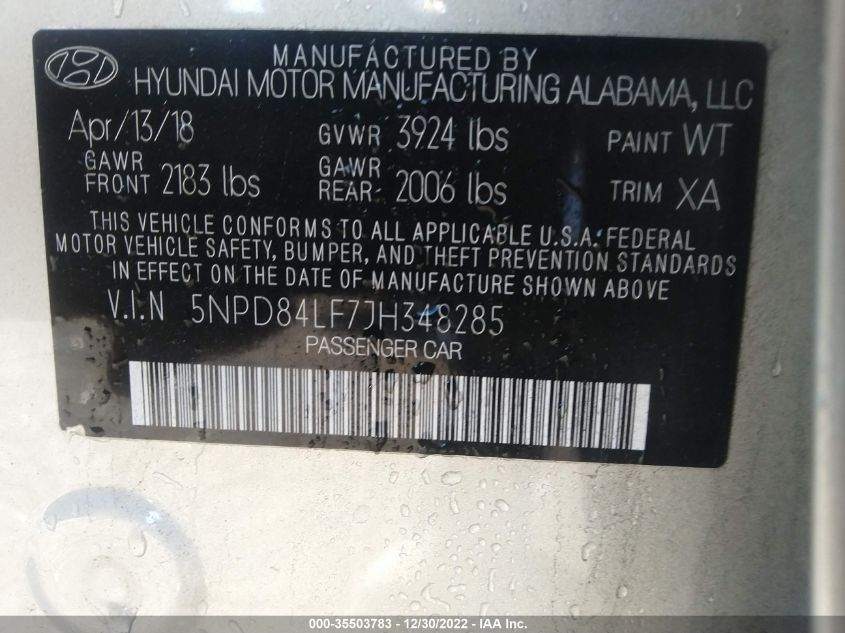 MANUFACTURED BY
HYUNDAI MOTOR MANUFACTURING ALABAMA, LLC
Apr/13/18 GVWR 3924 lbs PAINT WT
GAWR FRONT 2183 lbs GAWR REAR 2006 lbs TRIM XA
THIS VEHICLE CONFORMS TO ALL APPLICABLE U.S.A. FEDERAL
MOTOR VEHICLE SAFETY, BUMPER, AND THEFT PREVENTION STANDARDS
IN EFFECT ON THE DATE OF MANUFACTURE SHOWN ABOVE
V.I.N 5NPD84LF7JH348285
PASSENGER CAR
000-35503783 - 12/30/2022 - IAA Inc.